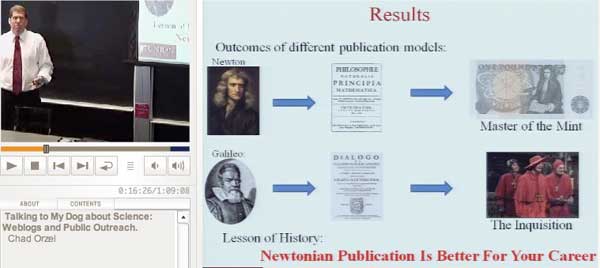 Results
Outcomes of different publication models:
Newton
PHILOSOPHIÆ
NATURALIS
PRINCIPIA
MATHEMATICA
ONE POUND
Master of the Mint
Galileo:
DIALOGO
The Inquisition
Lesson of History:
Newtonian Publication Is Better For Your Career
Lesson of
Ne
0:16:26/1:09:08
ABOUT
CONTENTS
Talking to My Dog about Science:
Weblogs and Public Outreach.
Chad Orzel